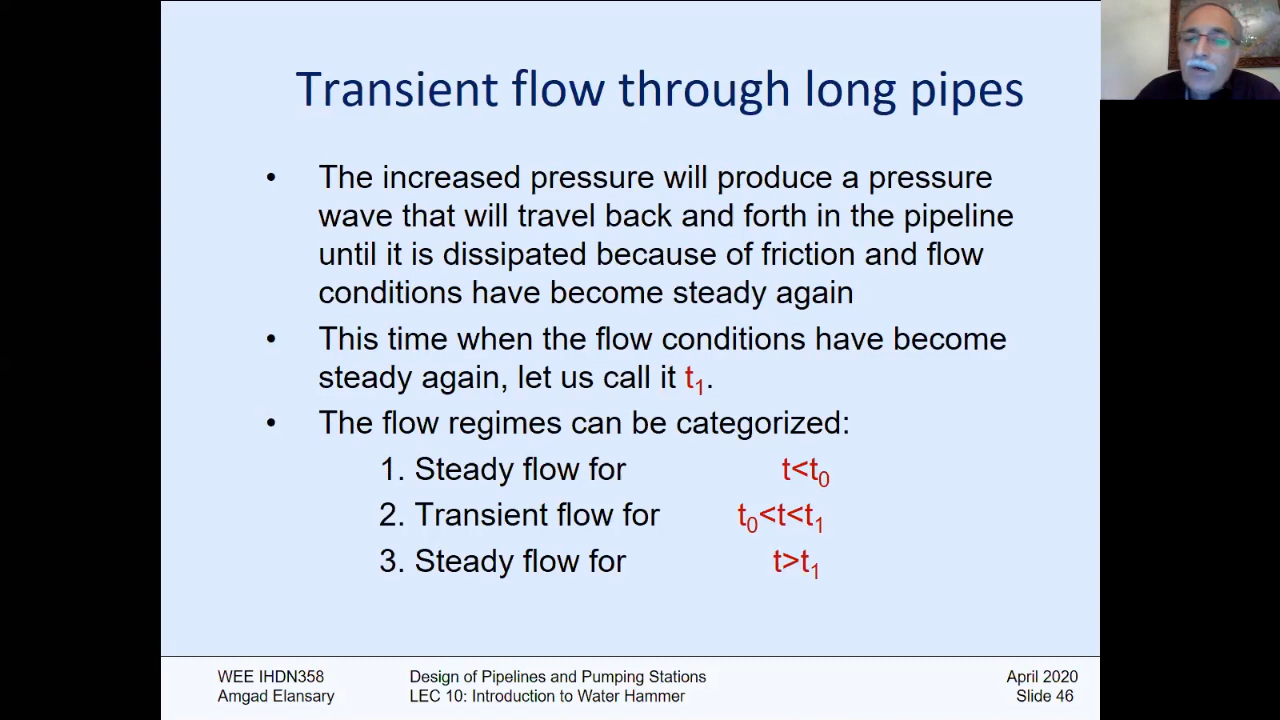 Transient flow through long pipes
• The increased pressure will produce a pressure
wave that will travel back and forth in the pipeline
until it is dissipated because of friction and flow
conditions have become steady again
• This time when the flow conditions have become
steady again, let us call it t₁.
• The flow regimes can be categorized:
1. Steady flow for t<t₀
2. Transient flow for t₀<t<t₁
3. Steady flow for t>t₁
WEE IHDN358 Design of Pipelines and Pumping Stations April 2020
Amgad Elansary LEC 10: Introduction to Water Hammer Slide 46